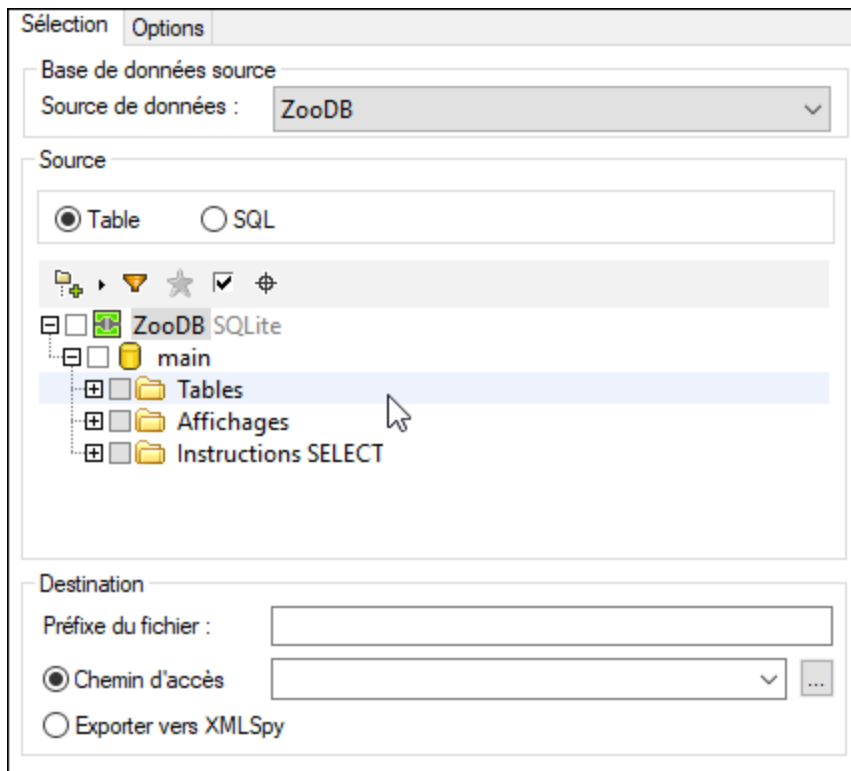 Sélection Options
Base de données source
Source de données : ZooDB
Source
Table SQL
ZooDB SQLite
main
Tables
Affichages
Instructions SELECT
Destination
Préfixe du fichier :
Chemin d'accès ...
Exporter vers XMLSpy